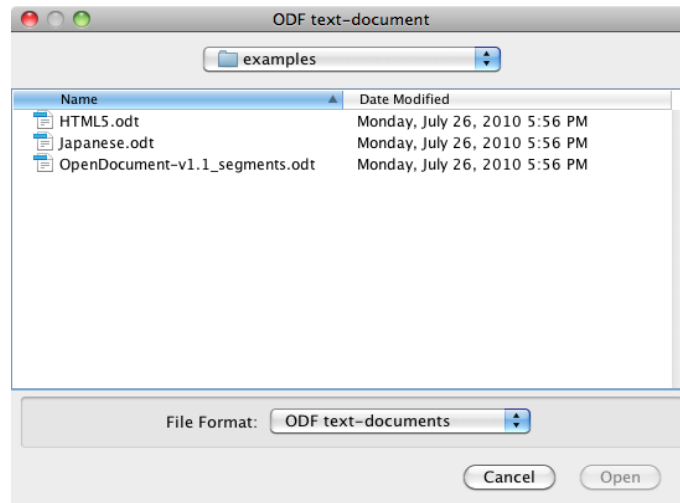 ODF text-document
examples
Name Date Modified
HTML5.odt Monday, July 26, 2010 5:56 PM
Japanese.odt Monday, July 26, 2010 5:56 PM
OpenDocument-v1.1_segments.odt Monday, July 26, 2010 5:56 PM
File Format: ODF text-documents
Cancel Open